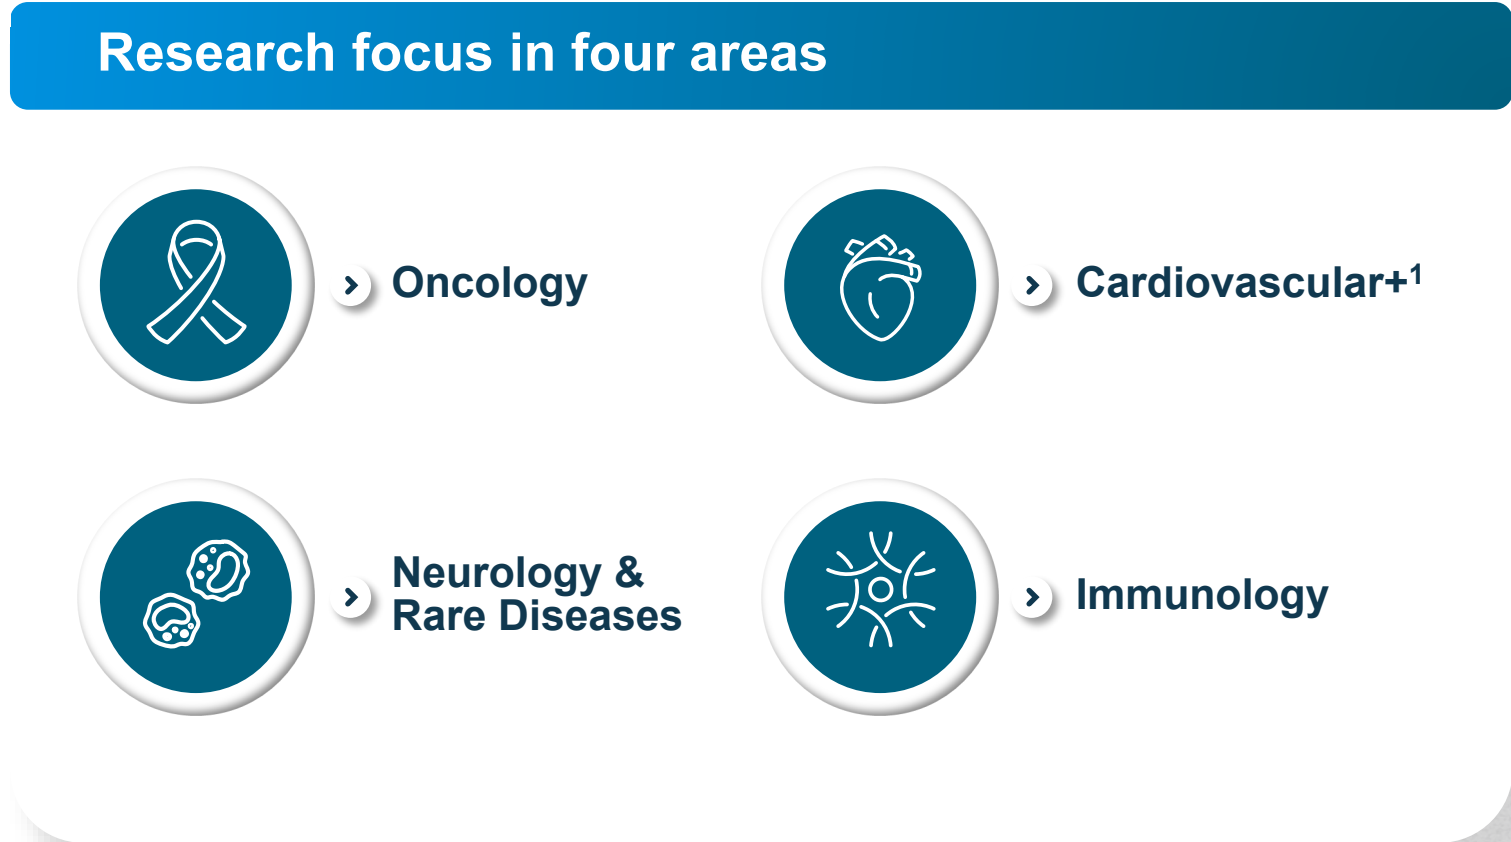 Research focus in four areas
Oncology
Cardiovascular+¹
Neurology &
Rare Diseases
Immunology